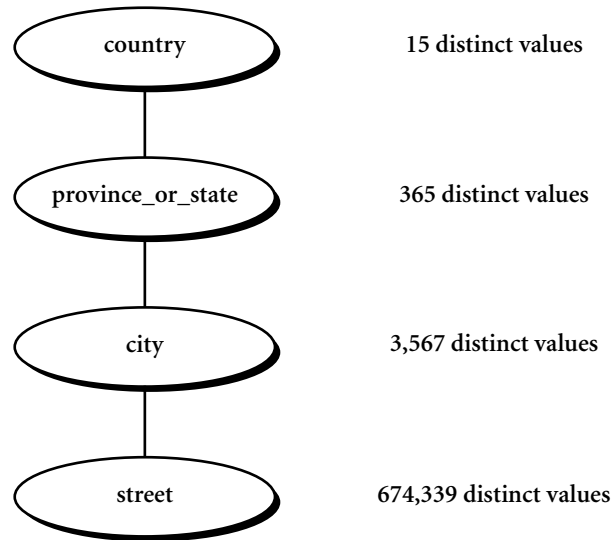 country 15 distinct values
province_or_state 365 distinct values
city 3,567 distinct values
street 674,339 distinct values